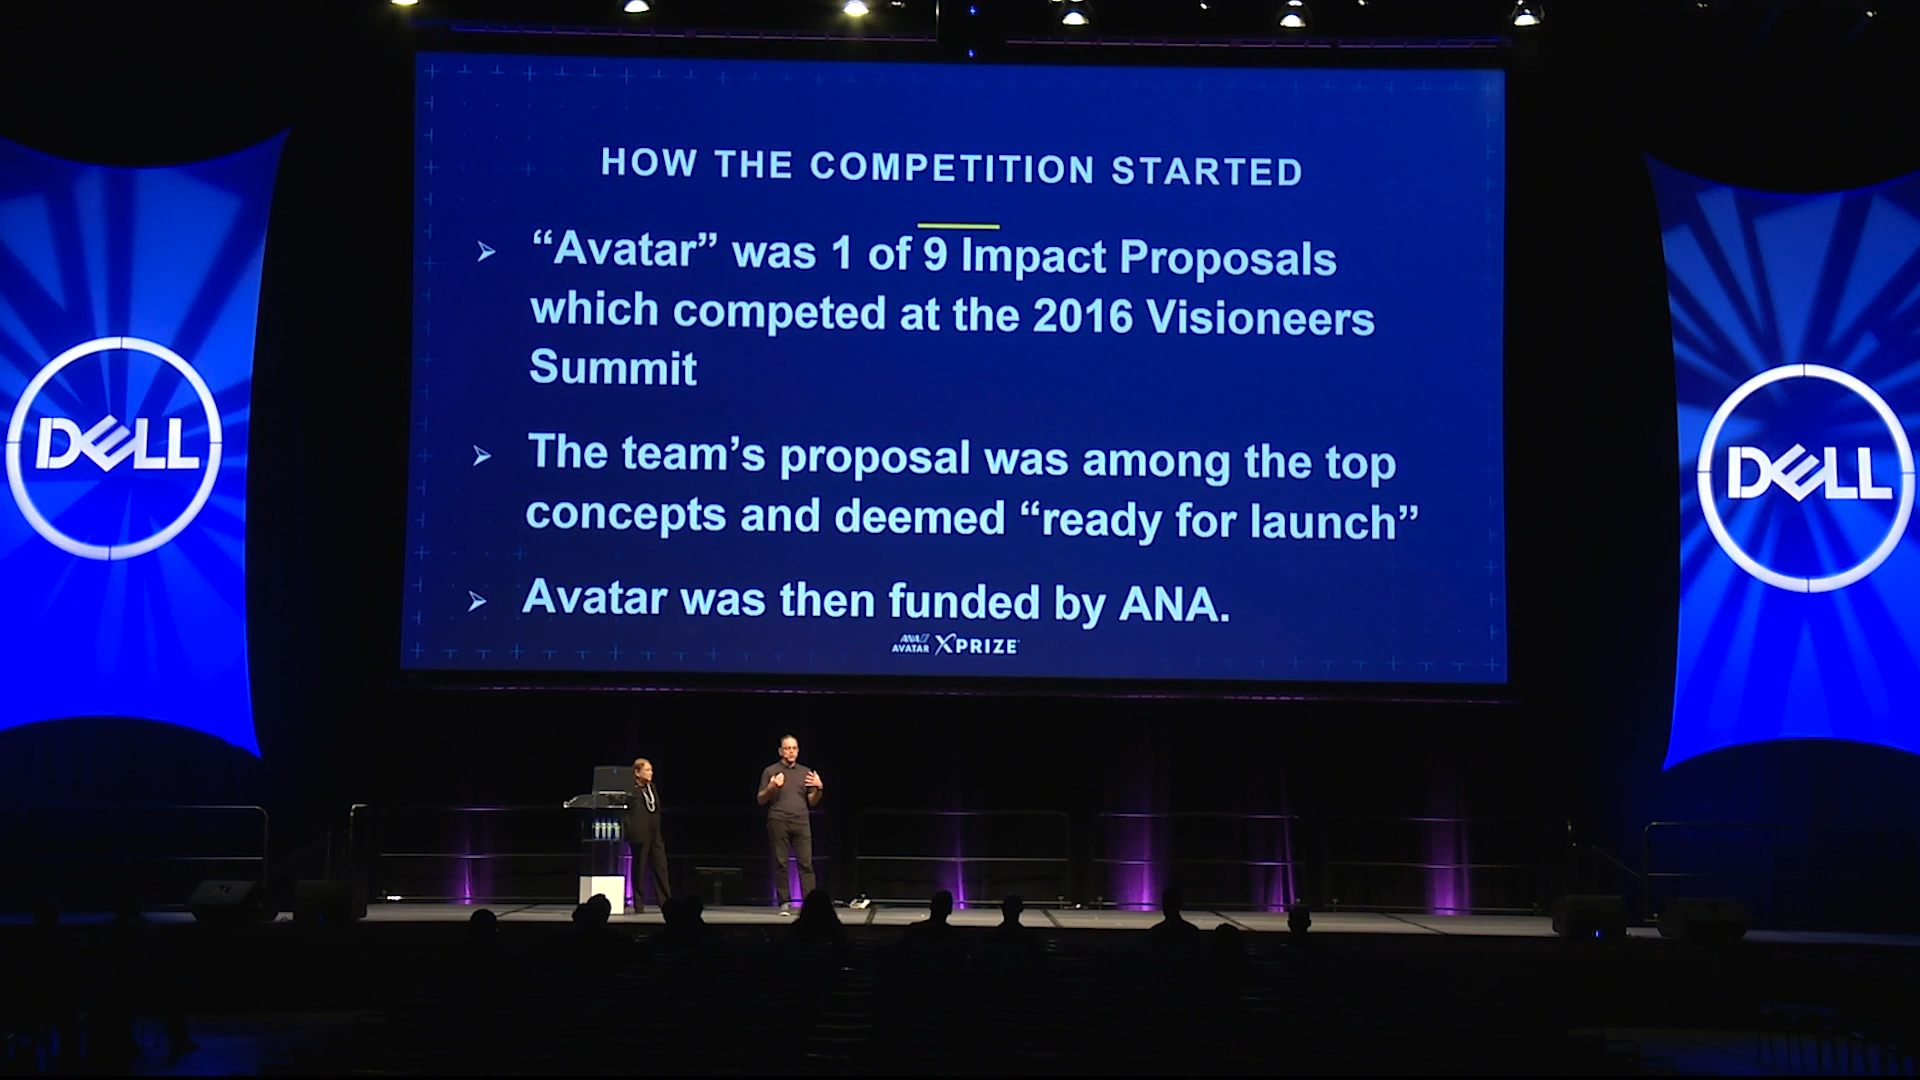 HOW THE COMPETITION STARTED
“Avatar” was 1 of 9 Impact Proposals
which competed at the 2016 Visioneers
Summit
The team’s proposal was among the top
concepts and deemed “ready for launch”
Avatar was then funded by ANA.
ANA
AVATAR XPRIZE
DELL
DELL